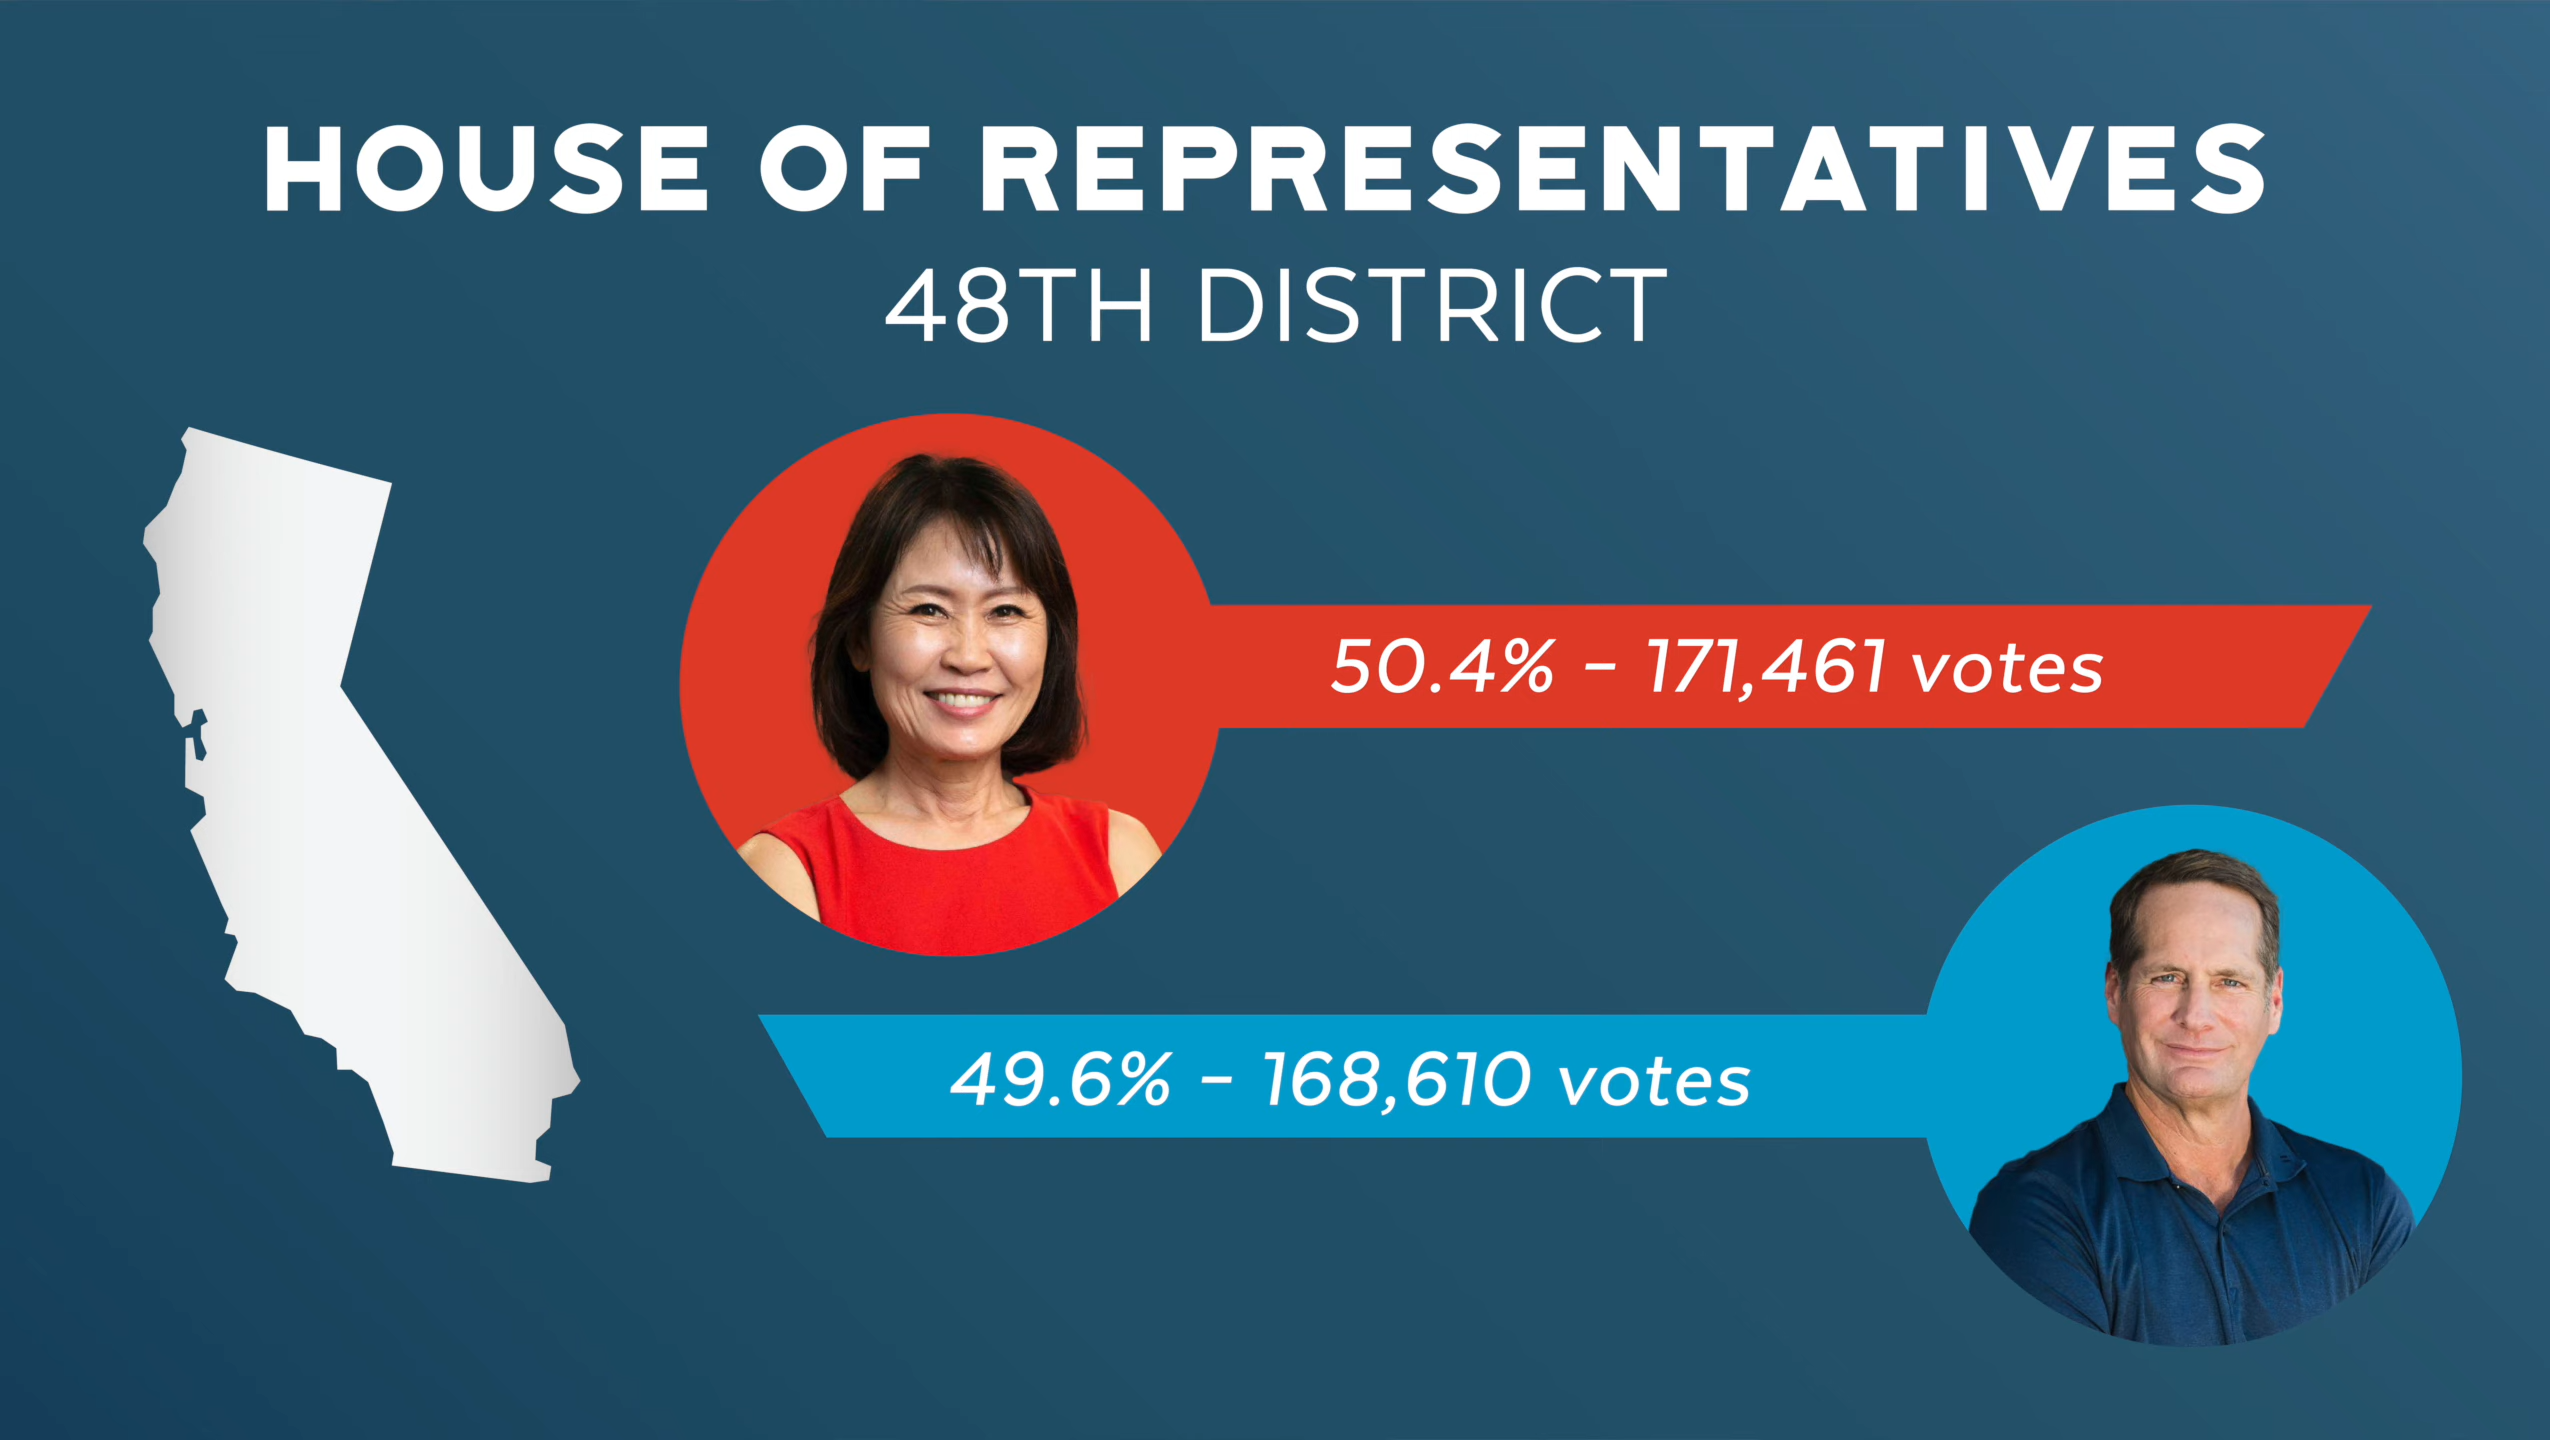 HOUSE OF REPRESENTATIVES
48TH DISTRICT
50.4% – 171,461 votes
49.6% – 168,610 votes